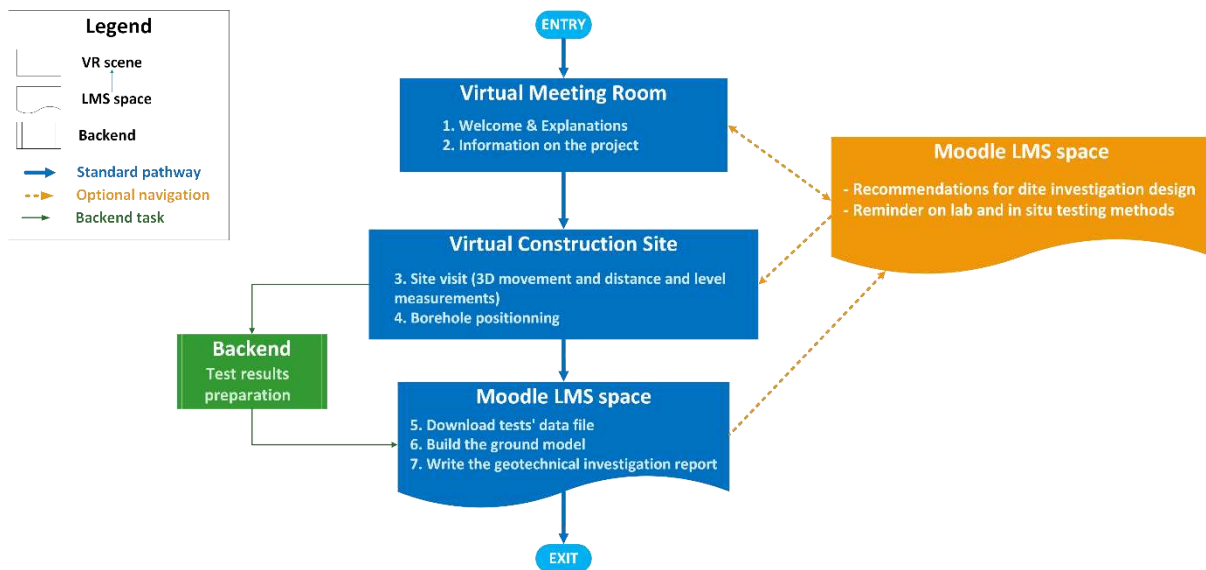 Legend
VR scene
LMS space
Backend
Standard pathway
Optional navigation
Backend task
ENTRY
Virtual Meeting Room
1. Welcome & Explanations
2. Information on the project
Moodle LMS space
- Recommendations for dite investigation design
- Reminder on lab and in situ testing methods
Virtual Construction Site
3. Site visit (3D movement and distance and level
measurements)
4. Borehole positionning
Backend
Test results
preparation
Moodle LMS space
5. Download tests' data file
6. Build the ground model
7. Write the geotechnical investigation report
EXIT